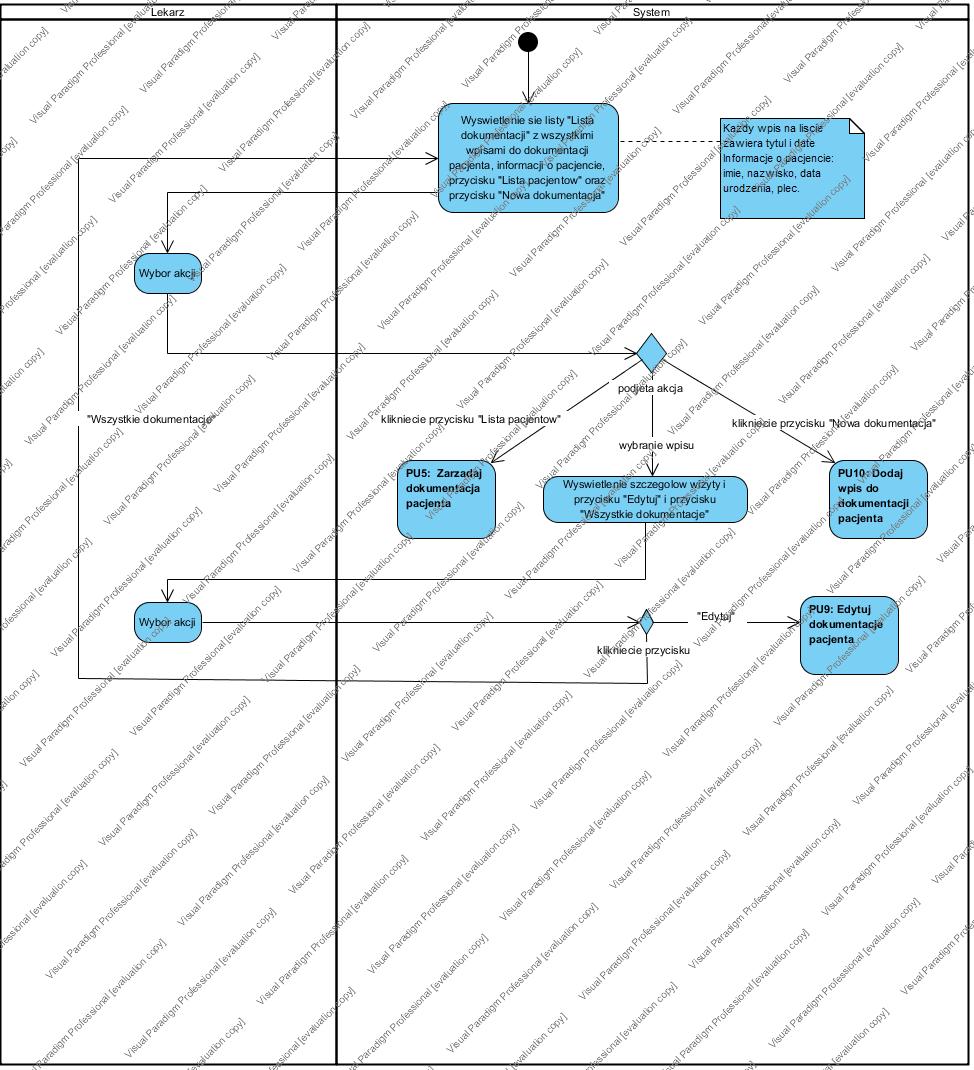 Lekarz
System
Wyswietlenie sie listy "Lista
dokumentacji" z wszystkimi
wpisami do dokumentacji
pacjenta, informacji o pacjencie,
przycisku "Lista pacjentow" oraz
przycisku "Nowa dokumentacja"
Kazdy wpis na liscie
zawiera tytul i date
Informacje o pacjencie:
imie, nazwisko, data
urodzenia, plec.
Wybor akcji
podjeta akcja
"Wszystkie dokumentacje"
klikniecie przycisku "Lista pacjentow"
klikniecie przycisku "Nowa dokumentacja"
wybranie wpisu
PU5: Zarzadaj
dokumentacja
pacjenta
Wyswietlenie szczegolow wizyty i
przycisku "Edytuj" i przycisku
"Wszystkie dokumentacje"
PU10: Dodaj
wpis do
dokumentacji
pacjenta
Wybor akcji
"Edytuj"
PU9: Edytuj
dokumentacje
pacjenta
klikniecie przycisku
Visual Paradigm Professional [evaluation copy]